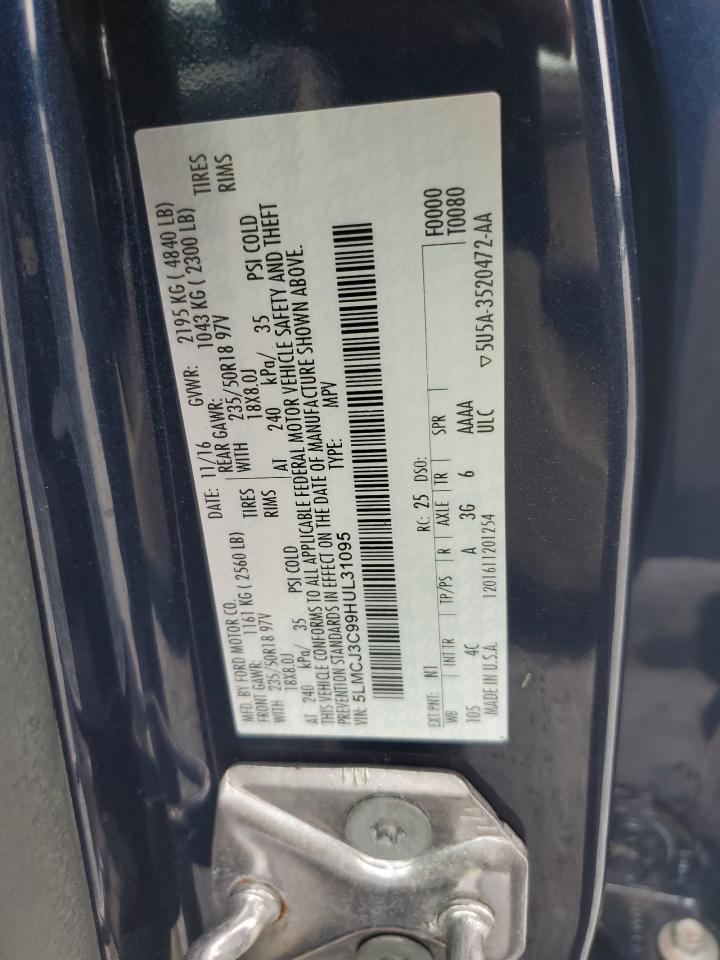 MFD. BY FORD MOTOR CO. DATE: 11/16 GVWR: 2195 KG ( 4840 LB)
FRONT GAWR: 1161 KG ( 2560 LB) REAR GAWR: 1043 KG ( 2300 LB)
WITH 235/50R18 97V TIRES WITH 235/50R18 97V TIRES
18X8.0J RIMS 18X8.0J RIMS
AT 240 kPa/ 35 PSI COLD AT 240 kPa/ 35 PSI COLD
THIS VEHICLE CONFORMS TO ALL APPLICABLE FEDERAL MOTOR VEHICLE SAFETY AND THEFT
PREVENTION STANDARDS IN EFFECT ON THE DATE OF MANUFACTURE SHOWN ABOVE.
VIN: 5LMCJ3C99HUL31095 TYPE: MPV
EXT PNT: N1 RC: 25 DSO: F0000
WB INT TR TP/PS R AXLE TR SPR T0080
105 4C A 3G 6 AAAA
MADE IN U.S.A. 1201611201254 ULC ▽5U5A-3520472-AA